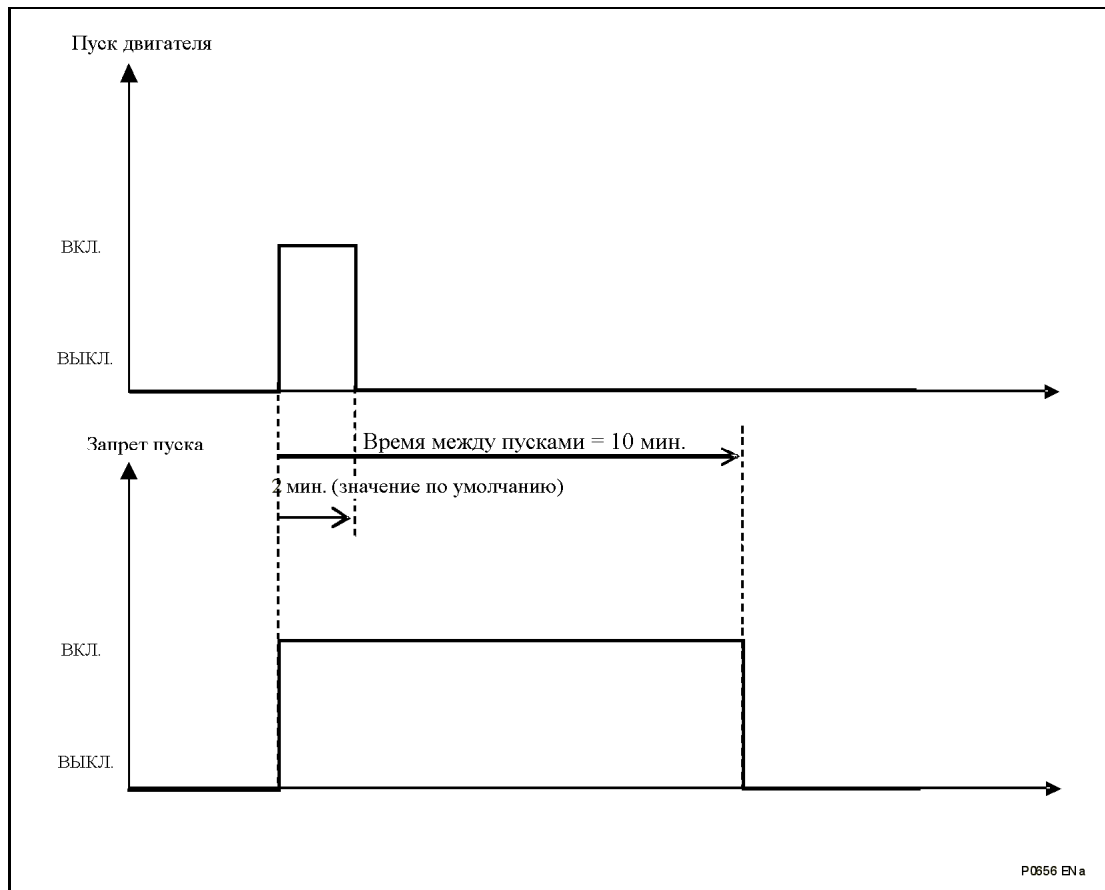 Пуск двигателя
ВКЛ.
ВЫКЛ.
Запрет пуска
Время между пусками = 10 мин.
2 мин. (значение по умолчанию)
ВКЛ.
ВЫКЛ.
P0656 ENa